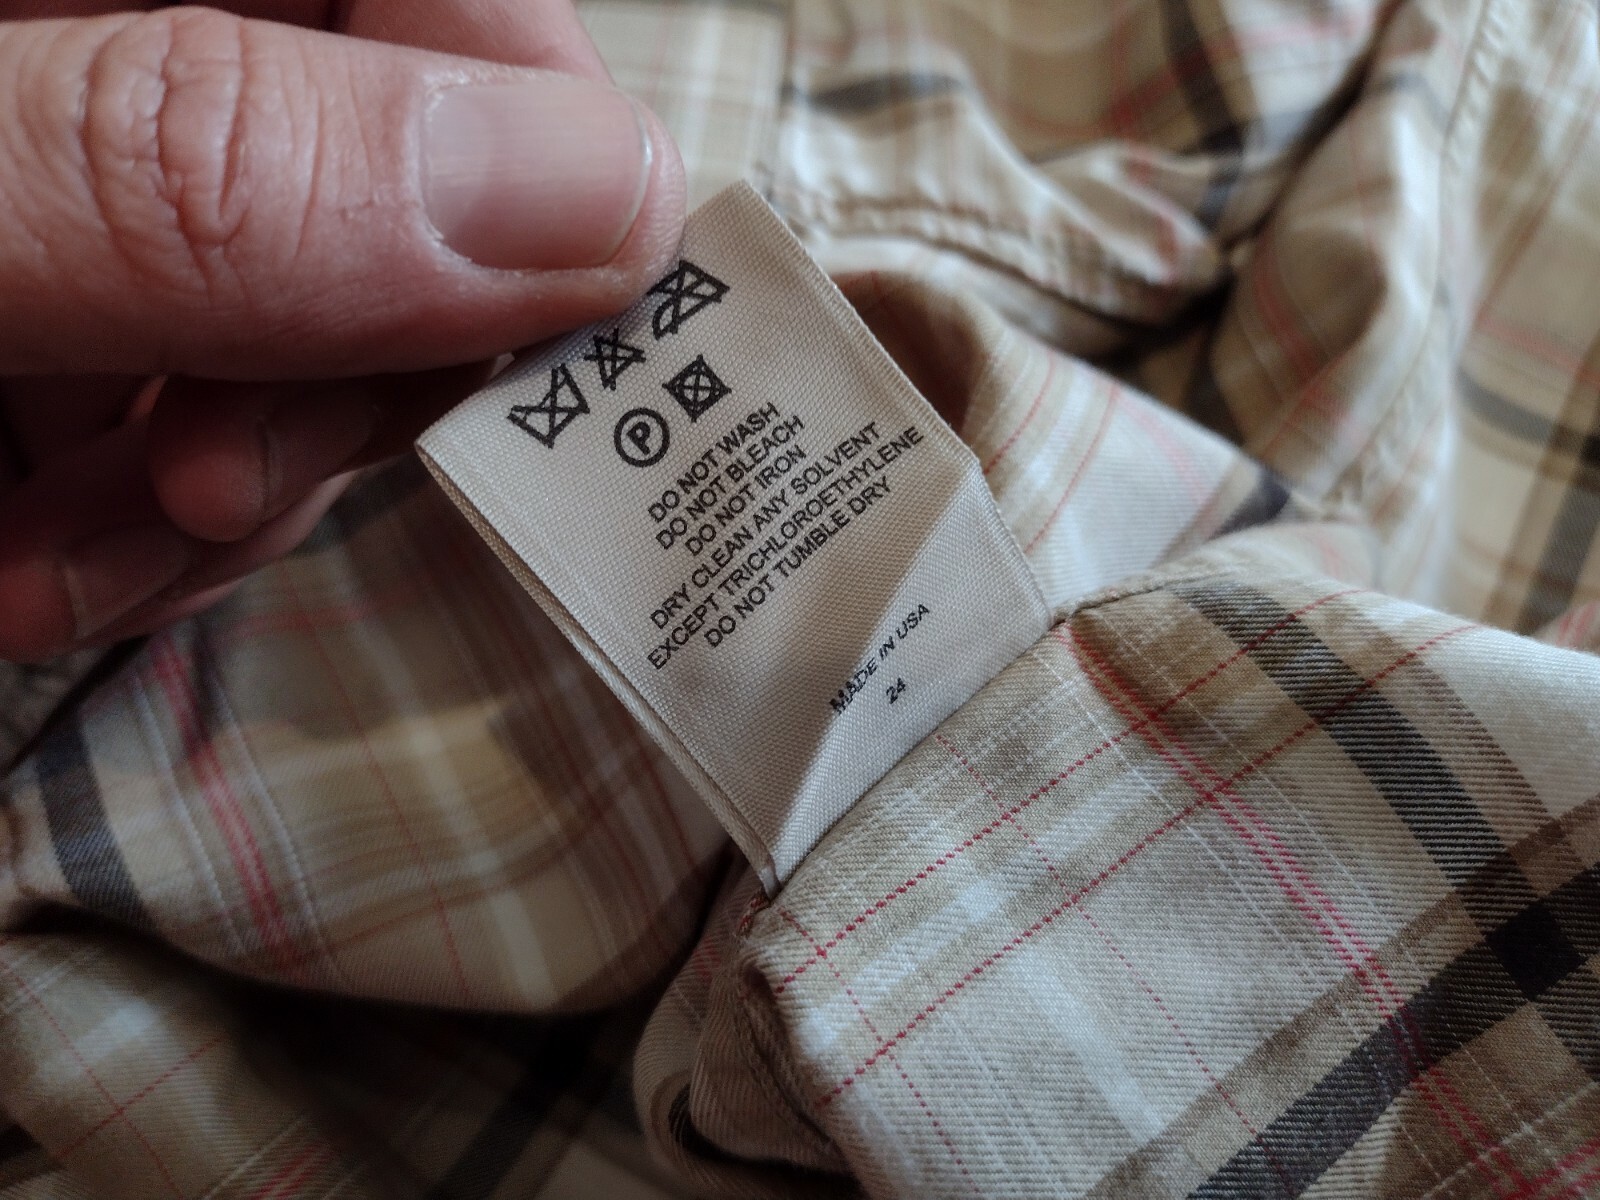 P
DO NOT WASH
DO NOT BLEACH
DO NOT IRON
DRY CLEAN ANY SOLVENT
EXCEPT TRICHLOROETHYLENE
DO NOT TUMBLE DRY
MADE IN USA
24